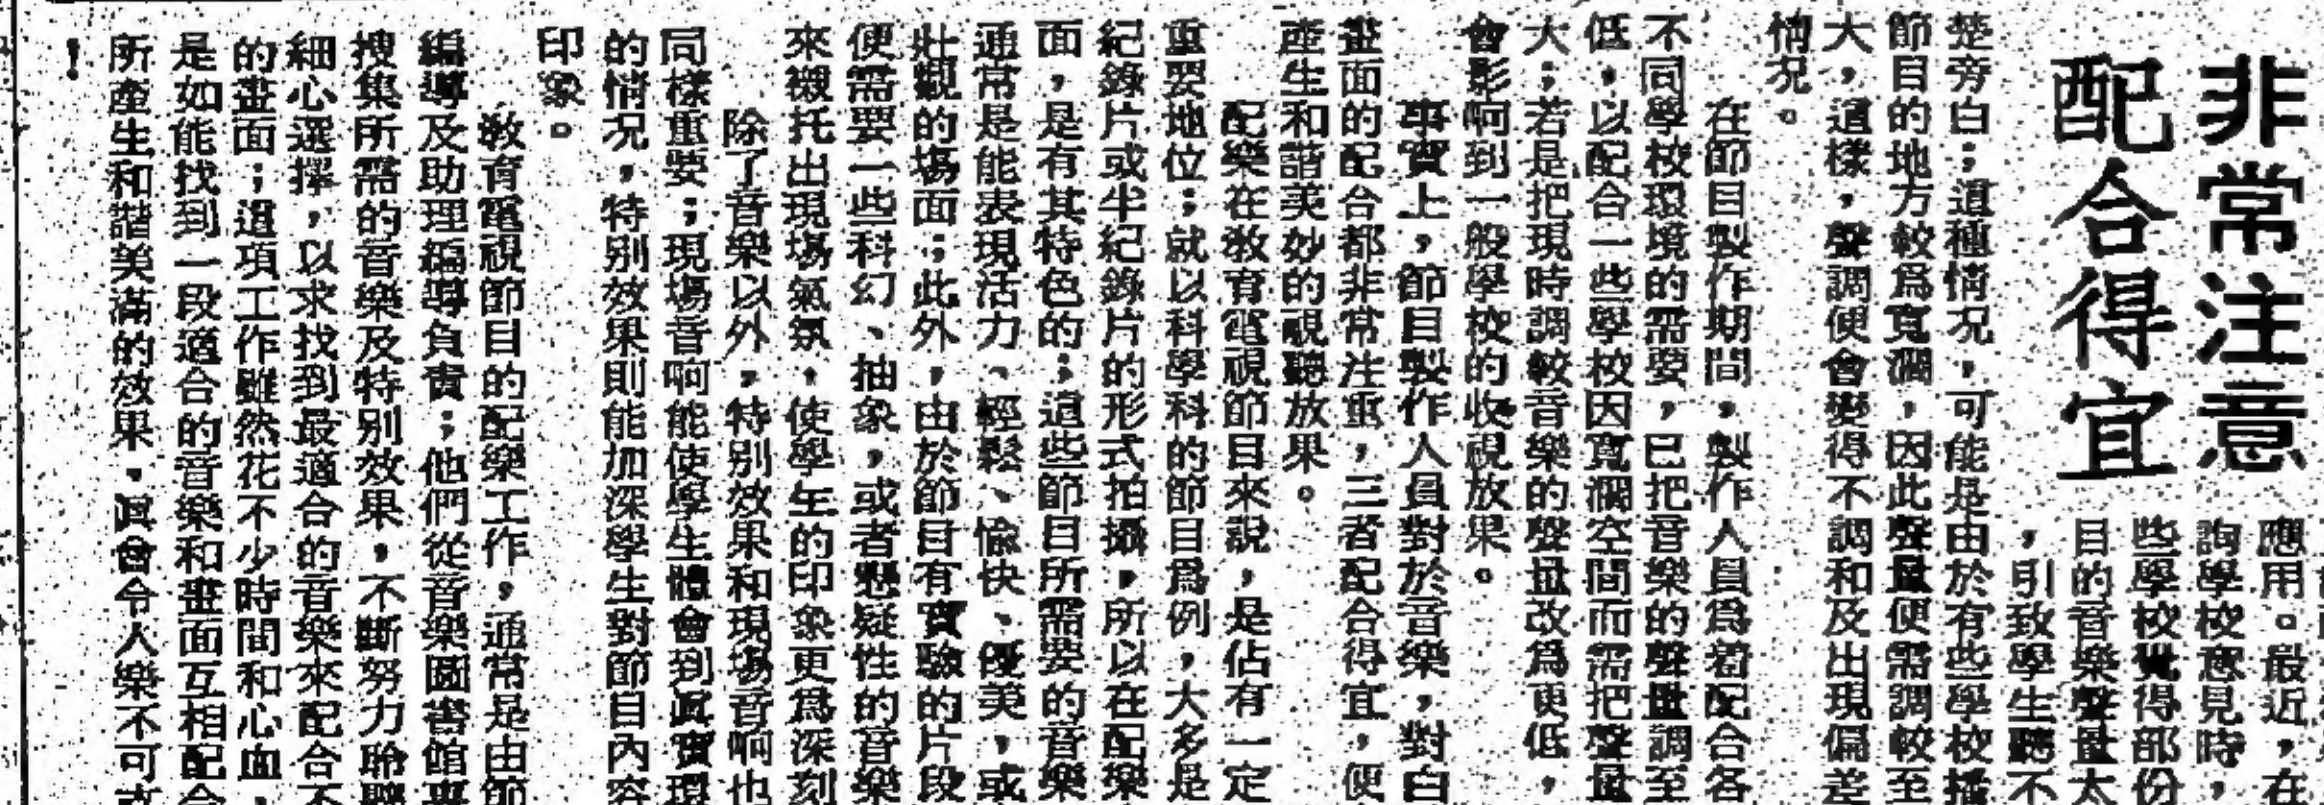 非常注意
配合得宜
應用。最近，在
詢學校意見時，
些學校覺得部份
目的音樂聲量太
，引致學生聽不
楚旁白；這種情况，可能是由於有些學校播
節目的地方較爲寬濶，因此聲量便需調較至
大，這樣，聲調便會變得不調和及出現偏差
情况。
在節目製作期間，製作人員爲着配合各
不同學校環境的需要，已把音樂的聲量調至
低，以配合一些學校因寬濶空間而需把聲量
大；若是把現時調較音樂的聲量改爲更低，
會影响到一般學校的收視放果。
事實上，節目製作人員對於音樂，對白
畫面的配合都非常注重，三者配合得宜，便
產生和諧美妙的視聽放果。
配樂在敎育電視節目來說，是佔有一定
重要地位；就以科學科的節目爲例，大多是
紀錄片或半紀錄片的形式拍攝，所以在配樂
面，是有其特色的；這些節目所需要的音樂
通常是能表現活力、輕鬆、愉快、優美，或
壯觀的場面；此外，由於節目有實驗的片段
便需要一些科幻、抽象，或者懸疑性的音樂
來襯托出現場氣氛，使學生的印象更爲深刻
除了音樂以外，特別效果和現場音响也
同樣重要；現場音响能使學生體會到眞實環
的情况，特別效果則能加深學生對節目內容
印象。
敎育電視節目的配樂工作，通常是由節
編導及助理編導負責；他們從音樂圖書館裏
搜集所需的音樂及特別效果，不斷努力聆聽
細心選擇，以求找到最適合的音樂來配合不
的畫面；這項工作雖然花不少時間和心血，
是如能找到一段適合的音樂和畫面互相配合
所產生和諧美滿的效果，眞會令人樂不可支
！